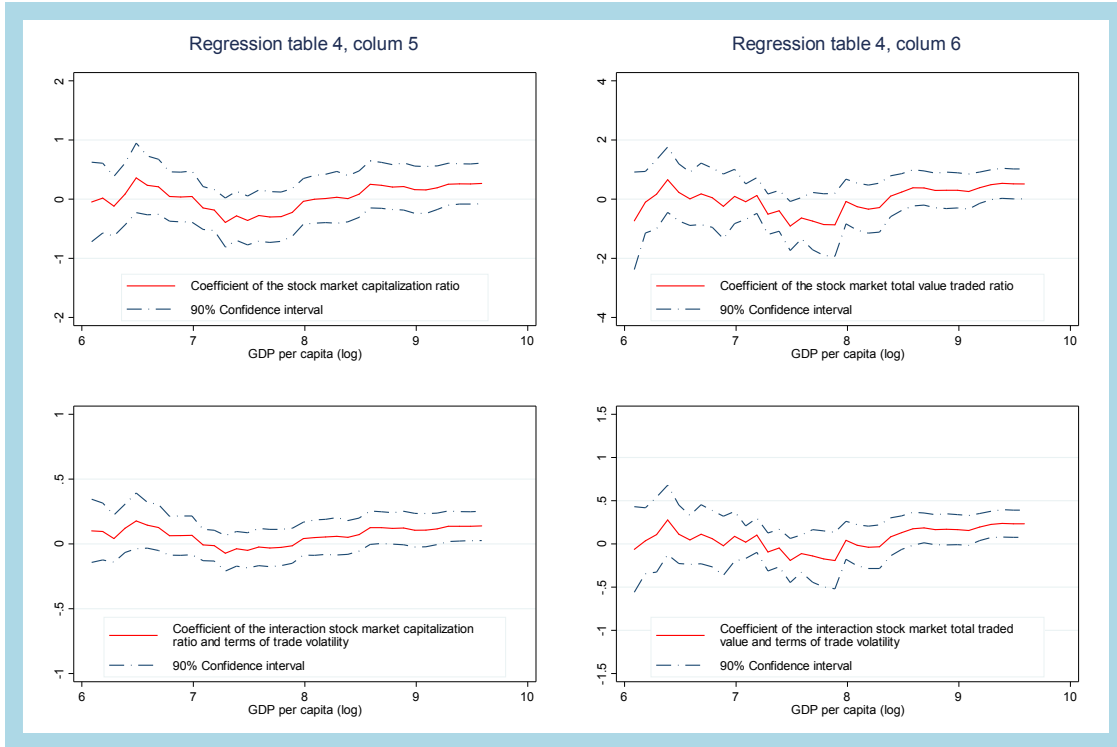 Regression table 4, colum 5
2
1
0
-1
-2
Coefficient of the stock market capitalization ratio
90% Confidence interval
6 7 8 9 10
GDP per capita (log)
Regression table 4, colum 6
4
2
0
-2
-4
Coefficient of the stock market total value traded ratio
90% Confidence interval
6 7 8 9 10
GDP per capita (log)
1
.5
0
-.5
-1
Coefficient of the interaction stock market capitalization
ratio and terms of trade volatility
90% Confidence interval
6 7 8 9 10
GDP per capita (log)
1.5
1
.5
0
-.5
-1
-1.5
Coefficient of the interaction stock market total traded
value and terms of trade volatility
90% Confidence interval
6 7 8 9 10
GDP per capita (log)